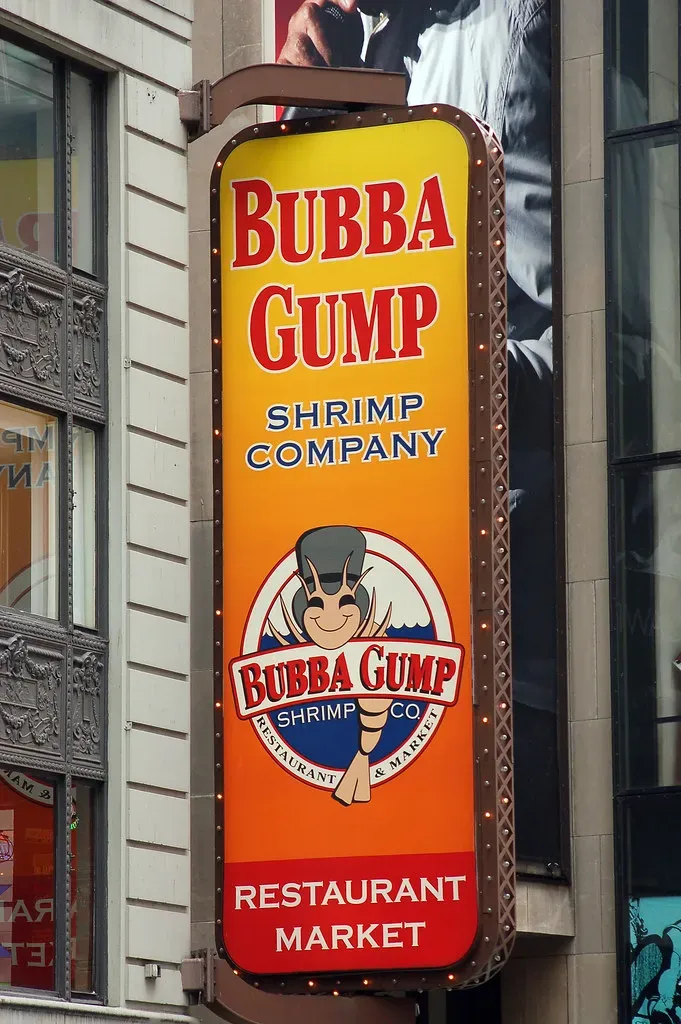 BUBBA
GUMP
SHRIMP
COMPANY
BUBBA GUMP
SHRIMP CO.
RESTAURANT & MARKET
RESTAURANT
MARKET